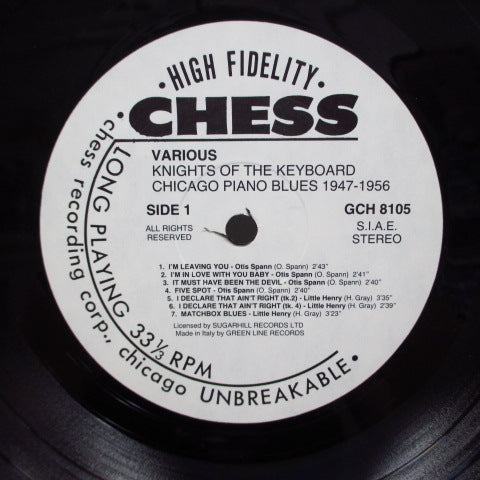 • HIGH FIDELITY •
CHESS
VARIOUS
KNIGHTS OF THE KEYBOARD
CHICAGO PIANO BLUES 1947-1956
SIDE 1
GCH 8105
ALL RIGHTS
RESERVED
S.I.A.E.
STEREO
1. I'M LEAVING YOU - Otis Spann (O. Spann) 2'43"
2. I'M IN LOVE WITH YOU BABY - Otis Spann (O. Spann) 2'41"
3. IT MUST HAVE BEEN THE DEVIL - Otis Spann (O. Spann) 2'40"
4. FIVE SPOT - Otis Spann (O. Spann) 2'40"
5. I DECLARE THAT AIN'T RIGHT (tk.2) - Little Henry (H. Gray) 3'35"
6. I DECLARE THAT AIN'T RIGHT (tk. 4) - Little Henry (H. Gray) 2'39"
7. MATCHBOX BLUES - Little Henry (H. Gray) 3'23"
Licensed by SUGARHILL RECORDS LTD
Made in Italy by GREEN LINE RECORDS
LONG PLAYING 33 1/3 RPM
• chess recording corp., chicago UNBREAKABLE •